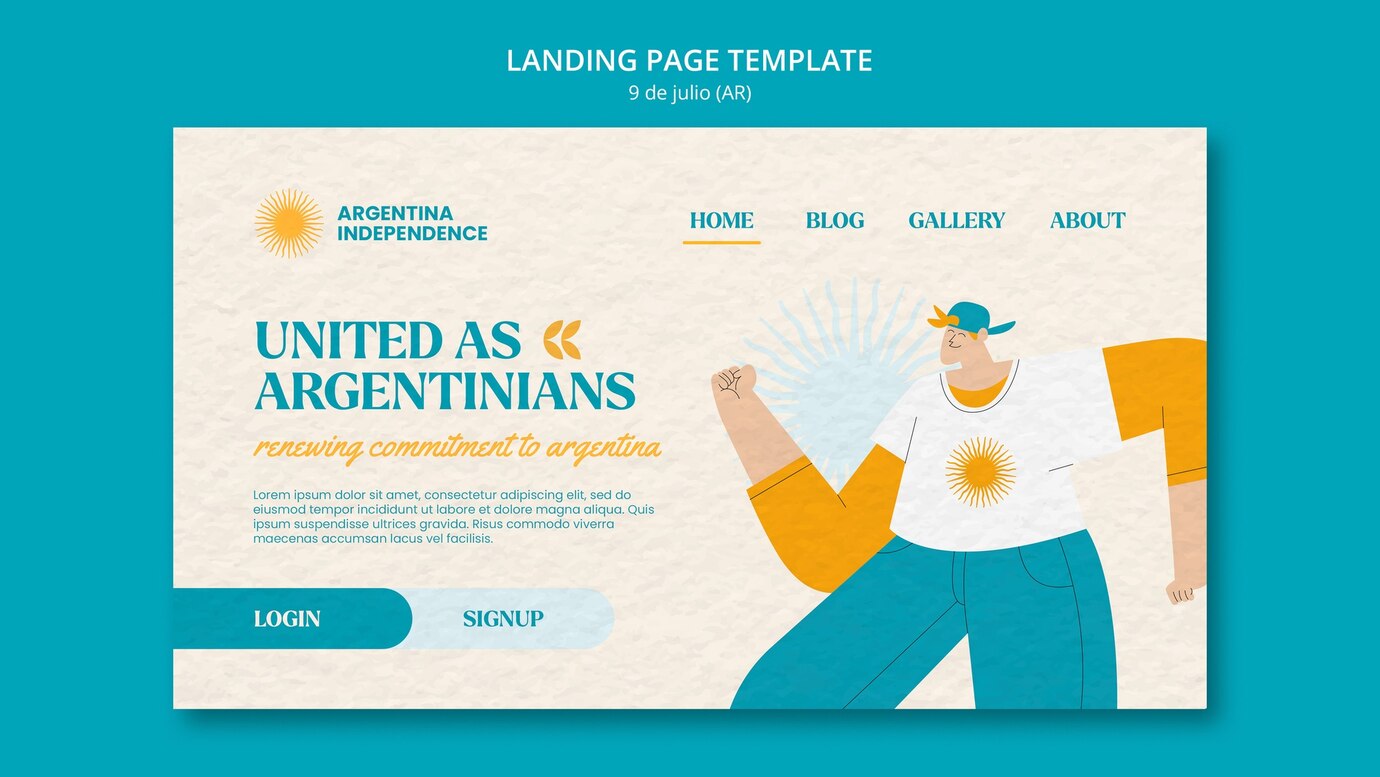 LANDING PAGE TEMPLATE
9 de julio (AR)
ARGENTINA
INDEPENDENCE
HOME BLOG GALLERY ABOUT
UNITED AS
ARGENTINIANS
renewing commitment to argentina
Lorem ipsum dolor sit amet, consectetur adipiscing elit, sed do
eiusmod tempor incididunt ut labore et dolore magna aliqua. Quis
ipsum suspendisse ultrices gravida. Risus commodo viverra
maecenas accumsan lacus vel facilisis.
LOGIN SIGNUP